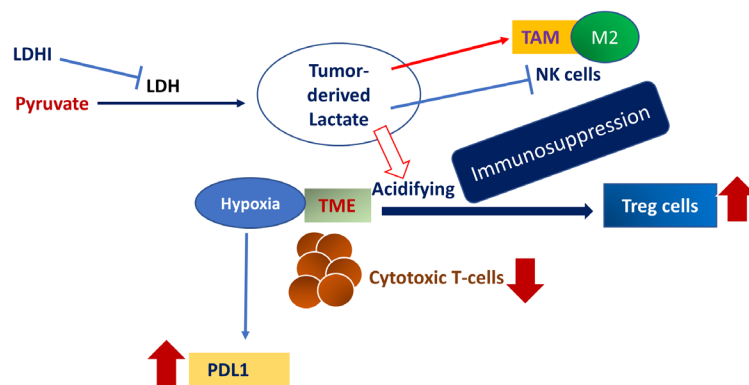 LDHI
LDH
Pyruvate
Tumor-
derived
Lactate
TAM
M2
NK cells
Immunosuppression
Acidifying
Hypoxia
TME
Treg cells
Cytotoxic T-cells
PDL1